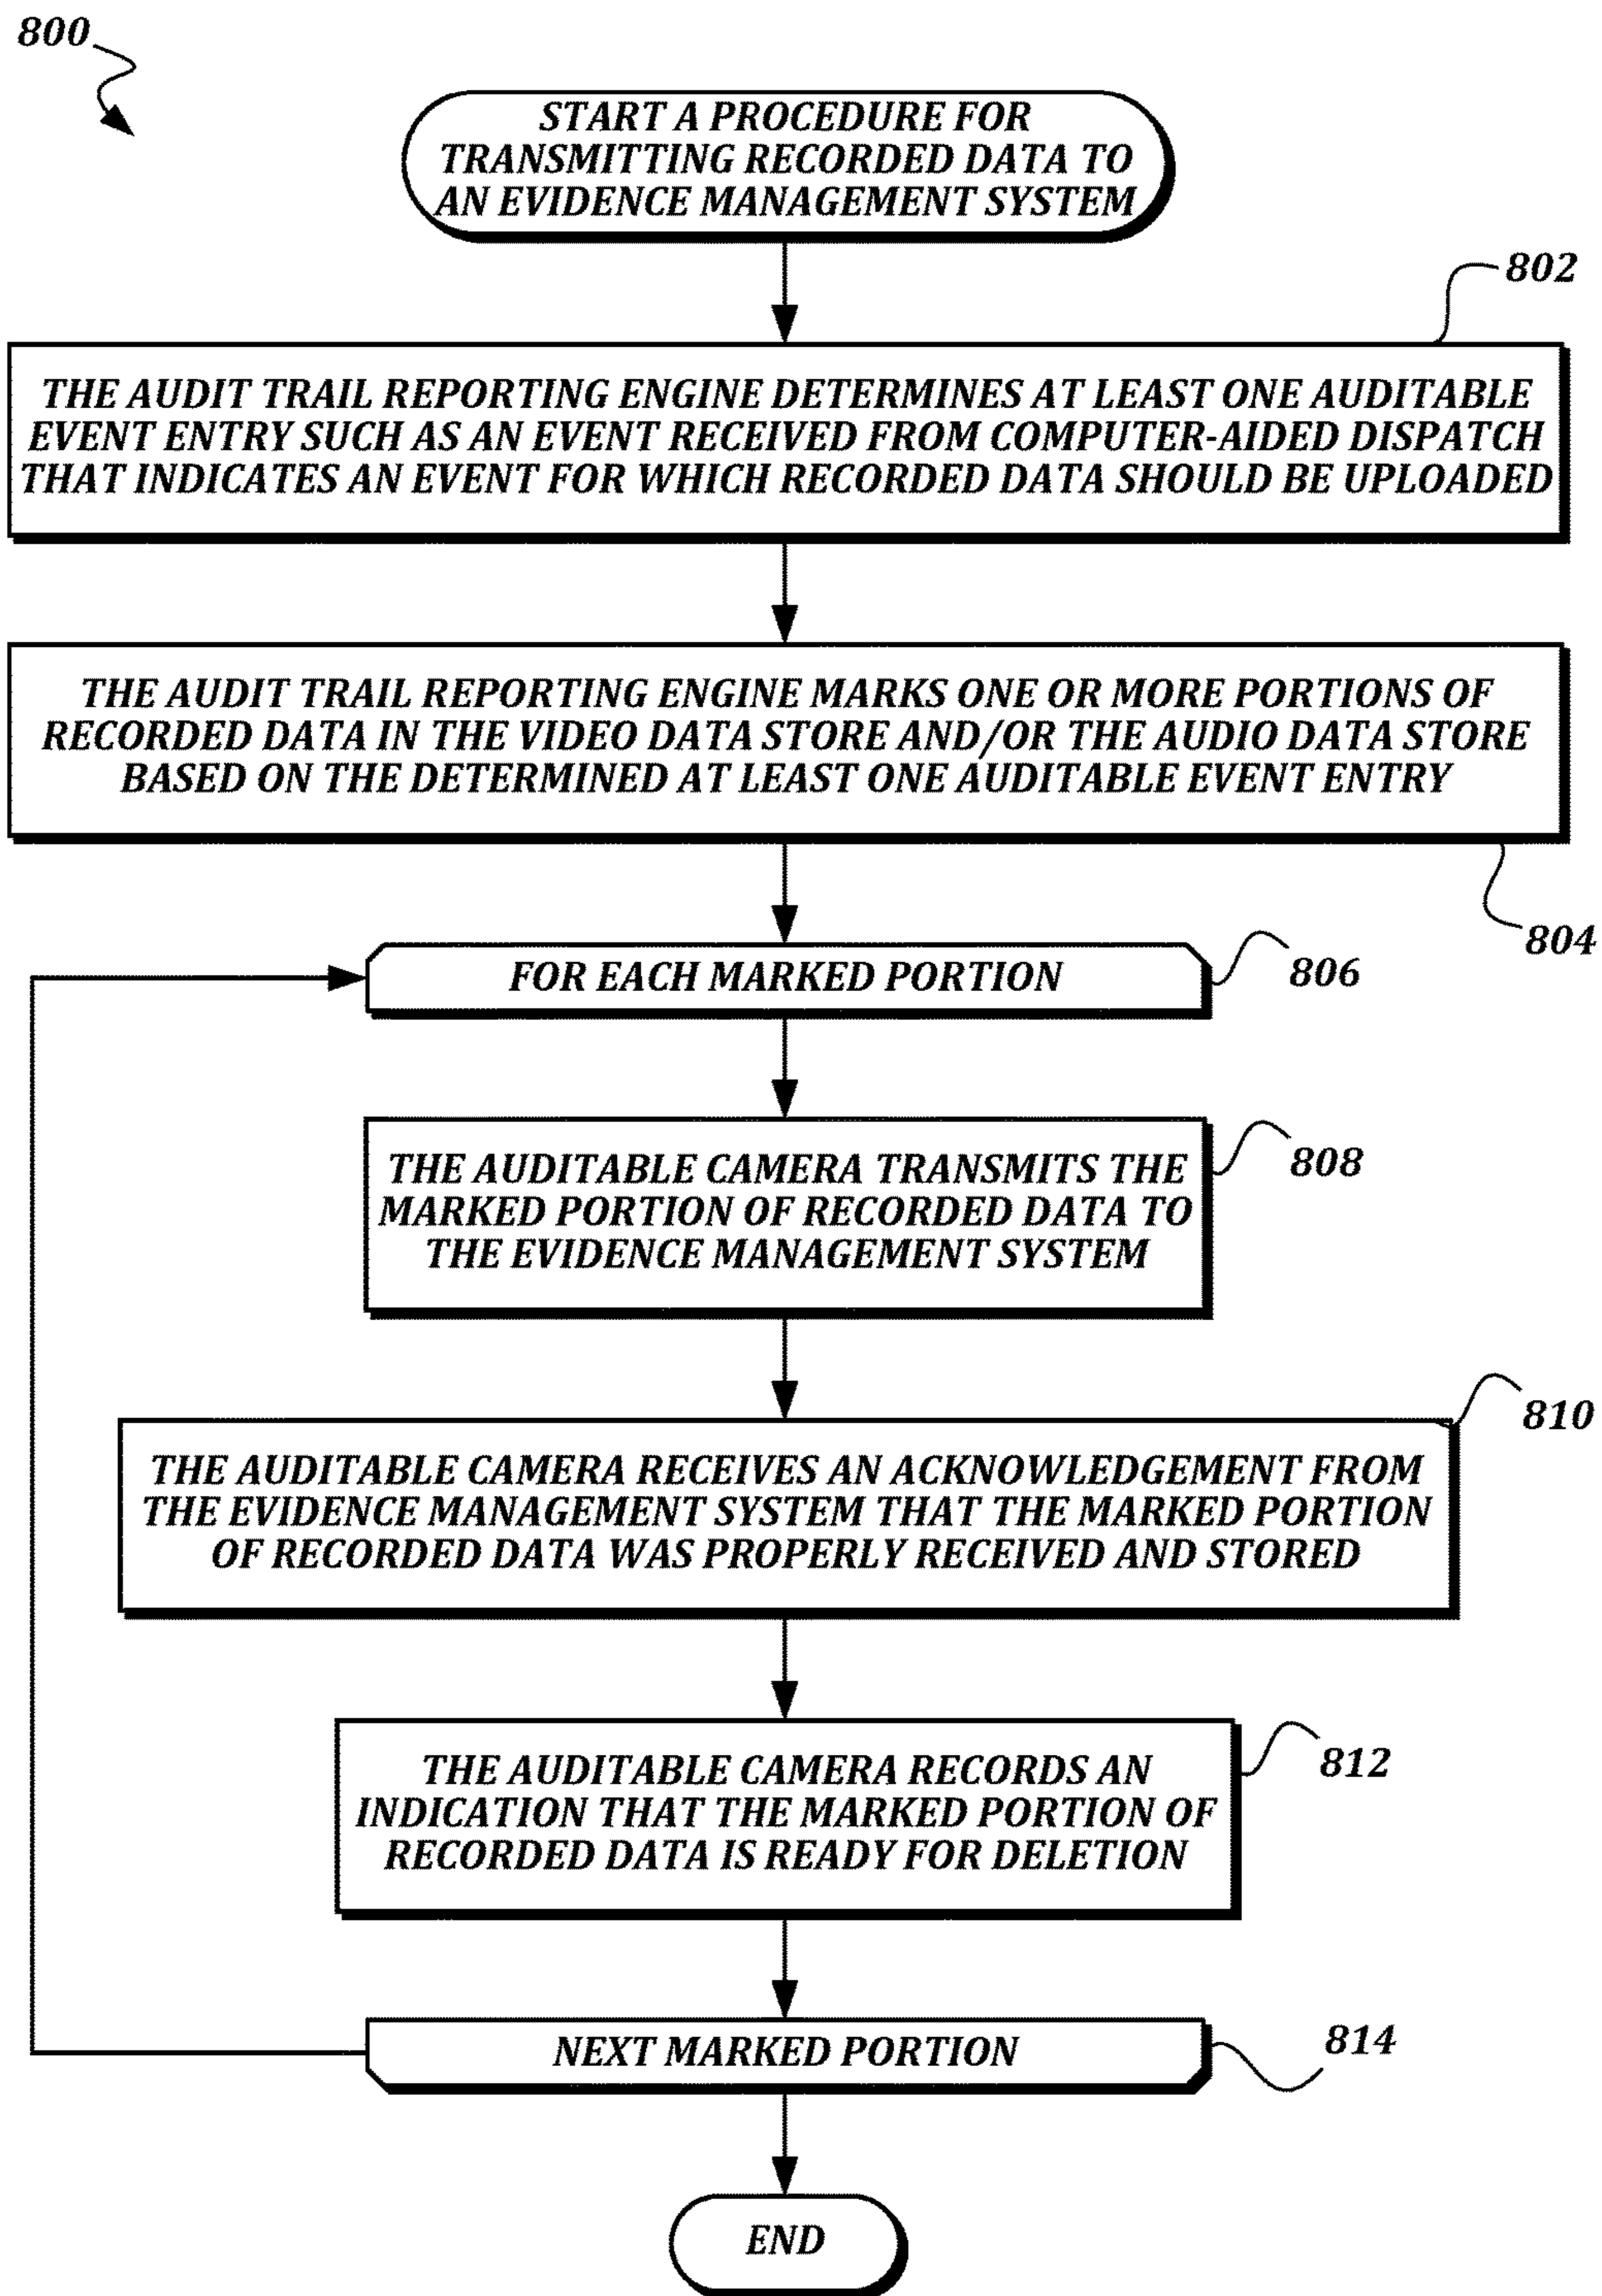 800
START A PROCEDURE FOR
TRANSMITTING RECORDED DATA TO
AN EVIDENCE MANAGEMENT SYSTEM
802
THE AUDIT TRAIL REPORTING ENGINE DETERMINES AT LEAST ONE AUDITABLE
EVENT ENTRY SUCH AS AN EVENT RECEIVED FROM COMPUTER-AIDED DISPATCH
THAT INDICATES AN EVENT FOR WHICH RECORDED DATA SHOULD BE UPLOADED
THE AUDIT TRAIL REPORTING ENGINE MARKS ONE OR MORE PORTIONS OF
RECORDED DATA IN THE VIDEO DATA STORE AND/OR THE AUDIO DATA STORE
BASED ON THE DETERMINED AT LEAST ONE AUDITABLE EVENT ENTRY
804
FOR EACH MARKED PORTION
806
THE AUDITABLE CAMERA TRANSMITS THE
MARKED PORTION OF RECORDED DATA TO
THE EVIDENCE MANAGEMENT SYSTEM
808
810
THE AUDITABLE CAMERA RECEIVES AN ACKNOWLEDGEMENT FROM
THE EVIDENCE MANAGEMENT SYSTEM THAT THE MARKED PORTION
OF RECORDED DATA WAS PROPERLY RECEIVED AND STORED
THE AUDITABLE CAMERA RECORDS AN
INDICATION THAT THE MARKED PORTION OF
RECORDED DATA IS READY FOR DELETION
812
NEXT MARKED PORTION
814
END